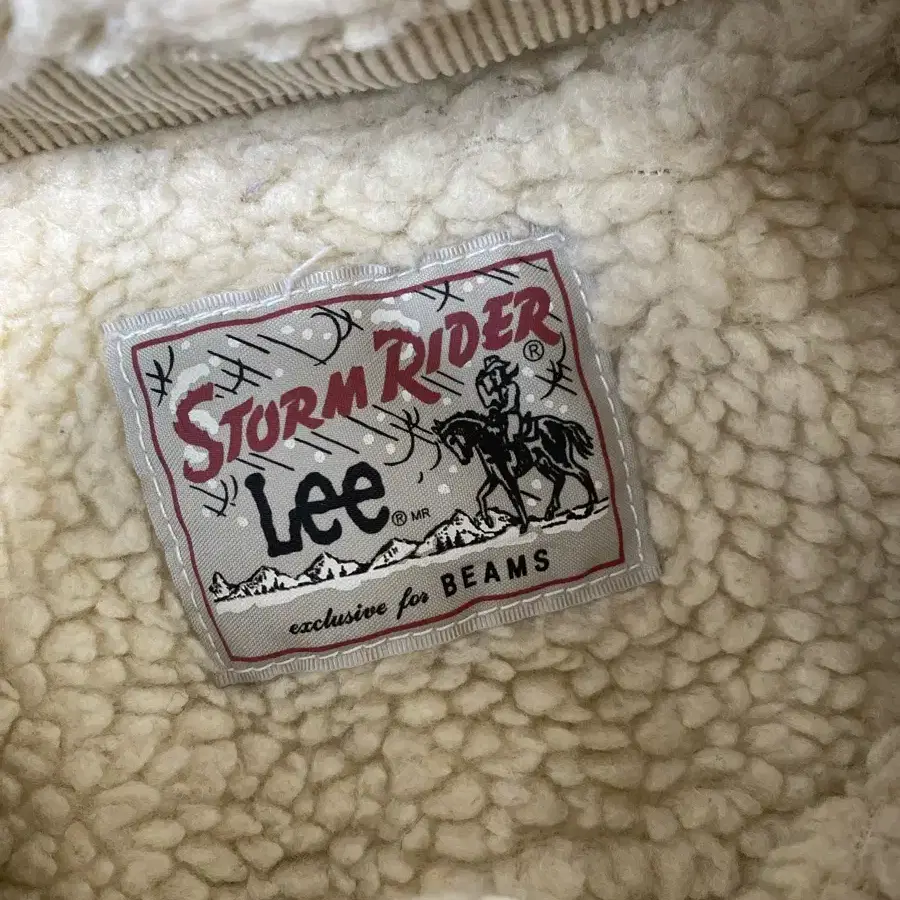 STORM RIDER ®
Lee ® MR
exclusive for BEAMS